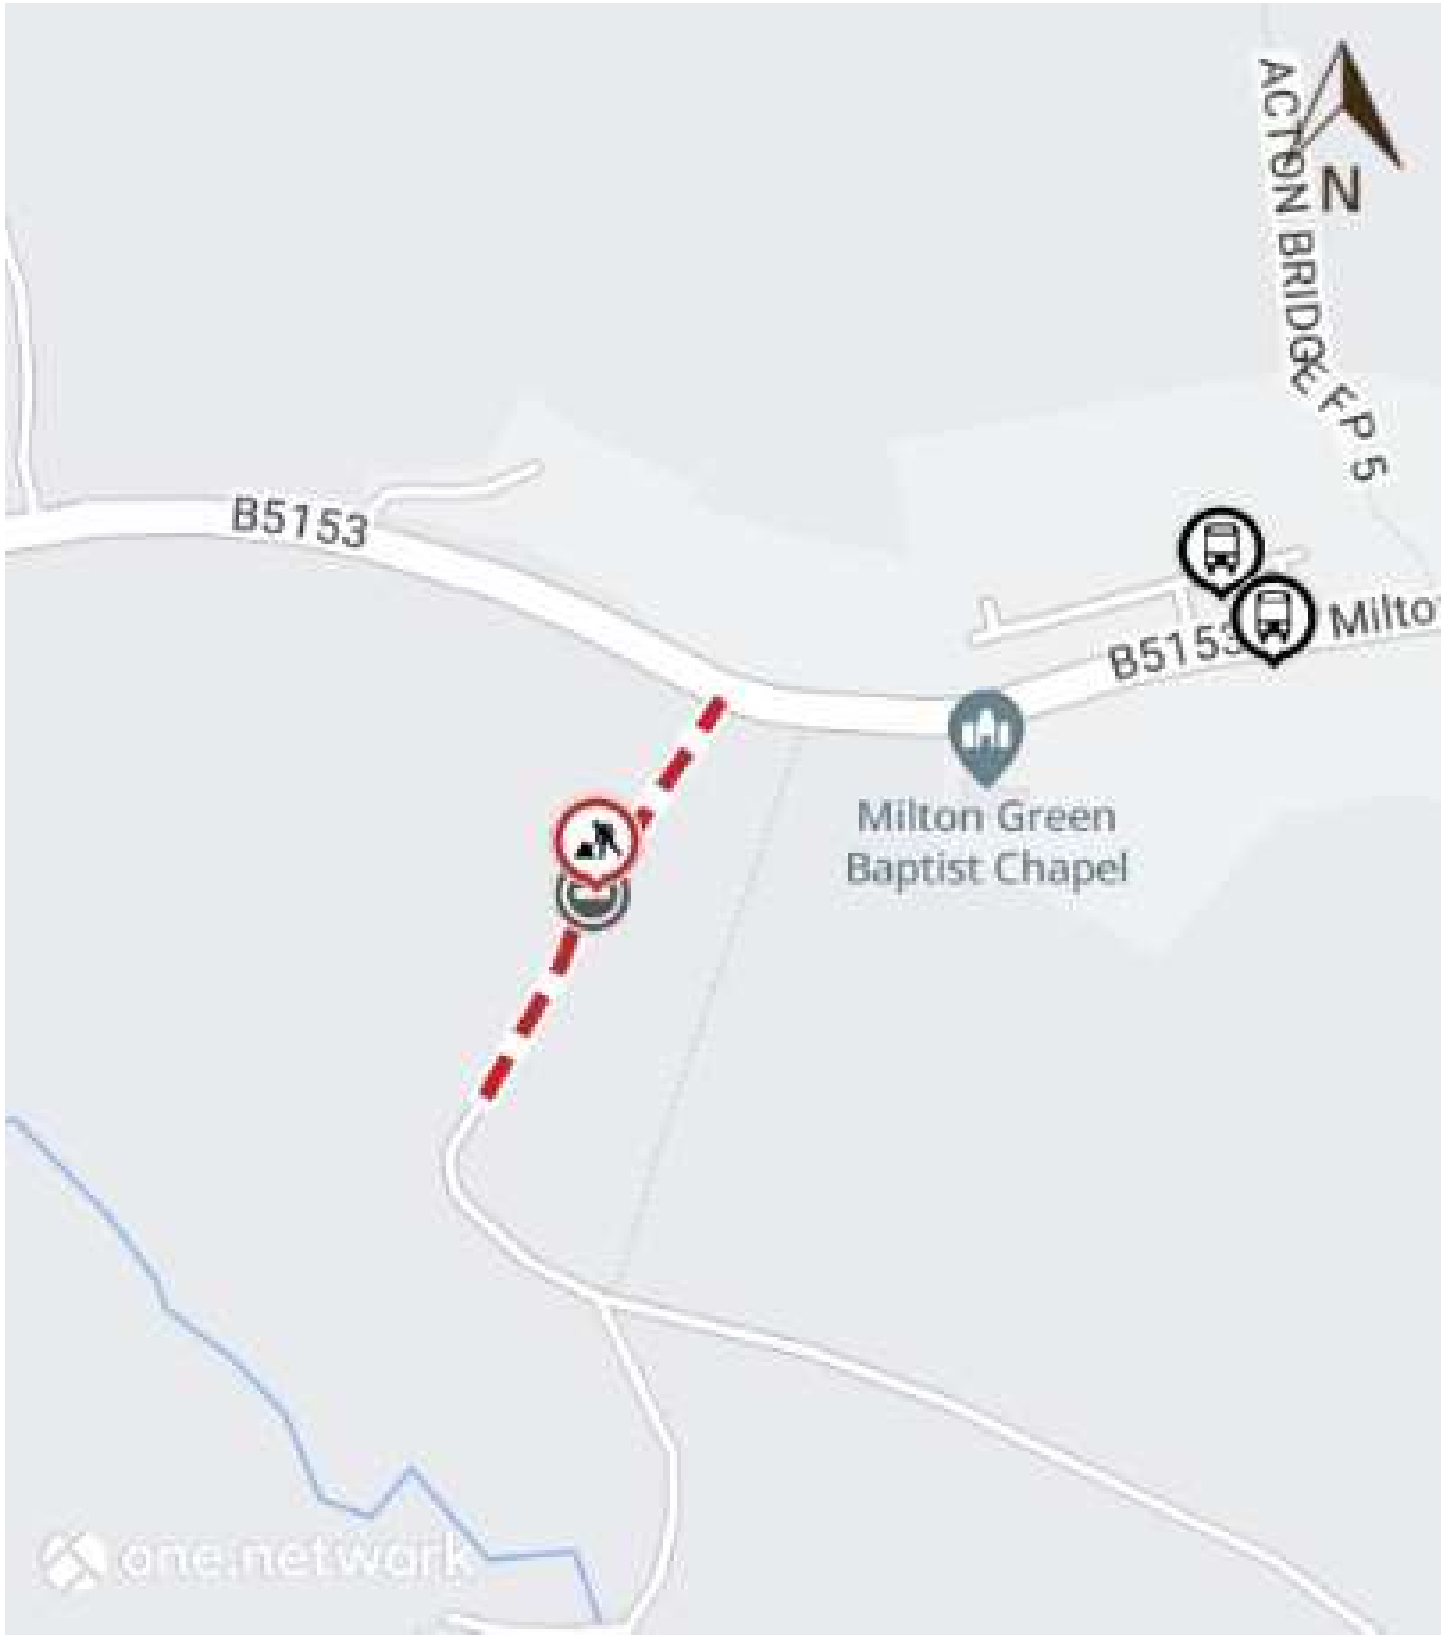 ACTON BRIDGE FP 5
N
B5153
B5153
Milto
Milton Green
Baptist Chapel
one.network